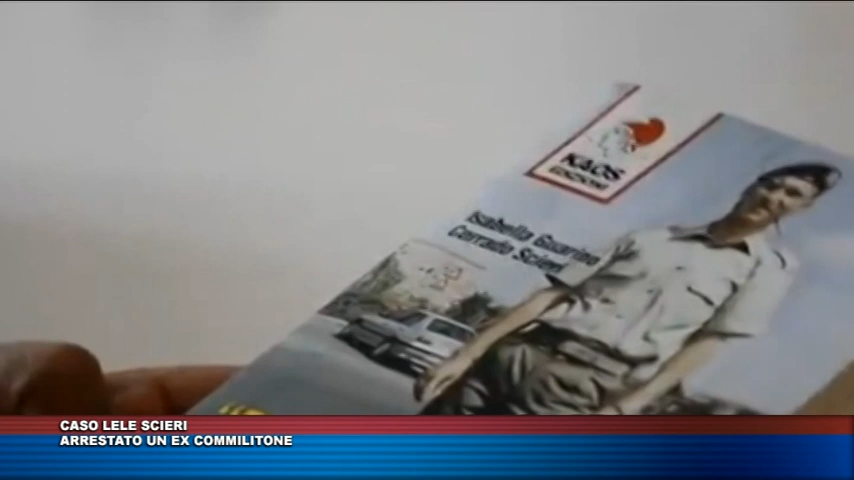 KAOS
EDIZIONI
Isabella Guarino
Corrado Scieri
CASO LELE SCIERI
ARRESTATO UN EX COMMILITONE